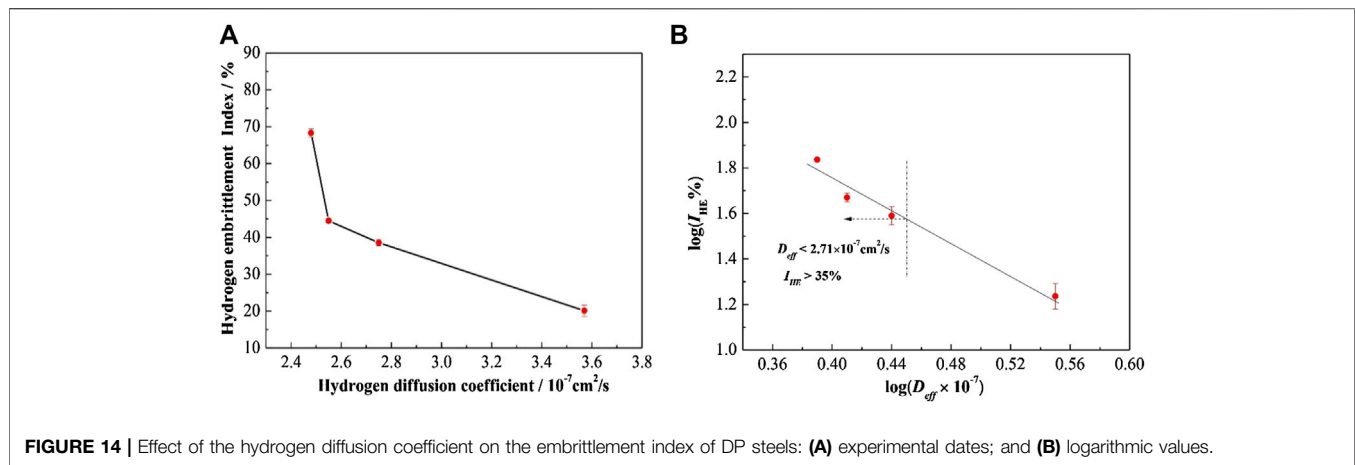 A
Hydrogen embrittlement Index / %
90
80
70
60
50
40
30
20
10
2.4 2.6 2.8 3.0 3.2 3.4 3.6 3.8
Hydrogen diffusion coefficient / 10⁻⁷cm²/s
B
log(I_HE%)
2.2
2.0
1.8
1.6
1.4
1.2
1.0
D_eff < 2.71×10⁻⁷cm²/s
I_HE > 35%
0.36 0.40 0.44 0.48 0.52 0.56 0.60
log(D_eff × 10⁻⁷)
FIGURE 14 | Effect of the hydrogen diffusion coefficient on the embrittlement index of DP steels: (A) experimental dates; and (B) logarithmic values.